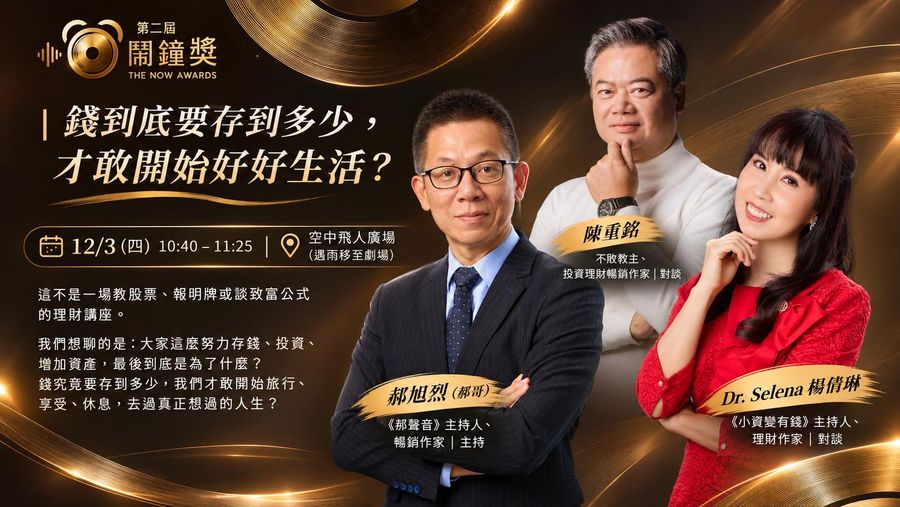 第二屆
鬧鐘獎
THE NOW AWARDS
錢到底要存到多少，
才敢開始好好生活？
12/3 (四) 10:40 – 11:25
空中飛人廣場
(遇雨移至劇場)
這不是一場教股票、報明牌或談致富公式
的理財講座。
我們想聊的是：大家這麼努力存錢、投資、
增加資產，最後到底是為了什麼？
錢究竟要存到多少，我們才敢開始旅行、
享受、休息，去過真正想過的人生？
陳重銘
不敗教主、
投資理財暢銷作家｜對談
郝旭烈 (郝哥)
《郝聲音》主持人、
暢銷作家｜主持
Dr. Selena 楊倩琳
《小資變有錢》主持人、
理財作家｜對談